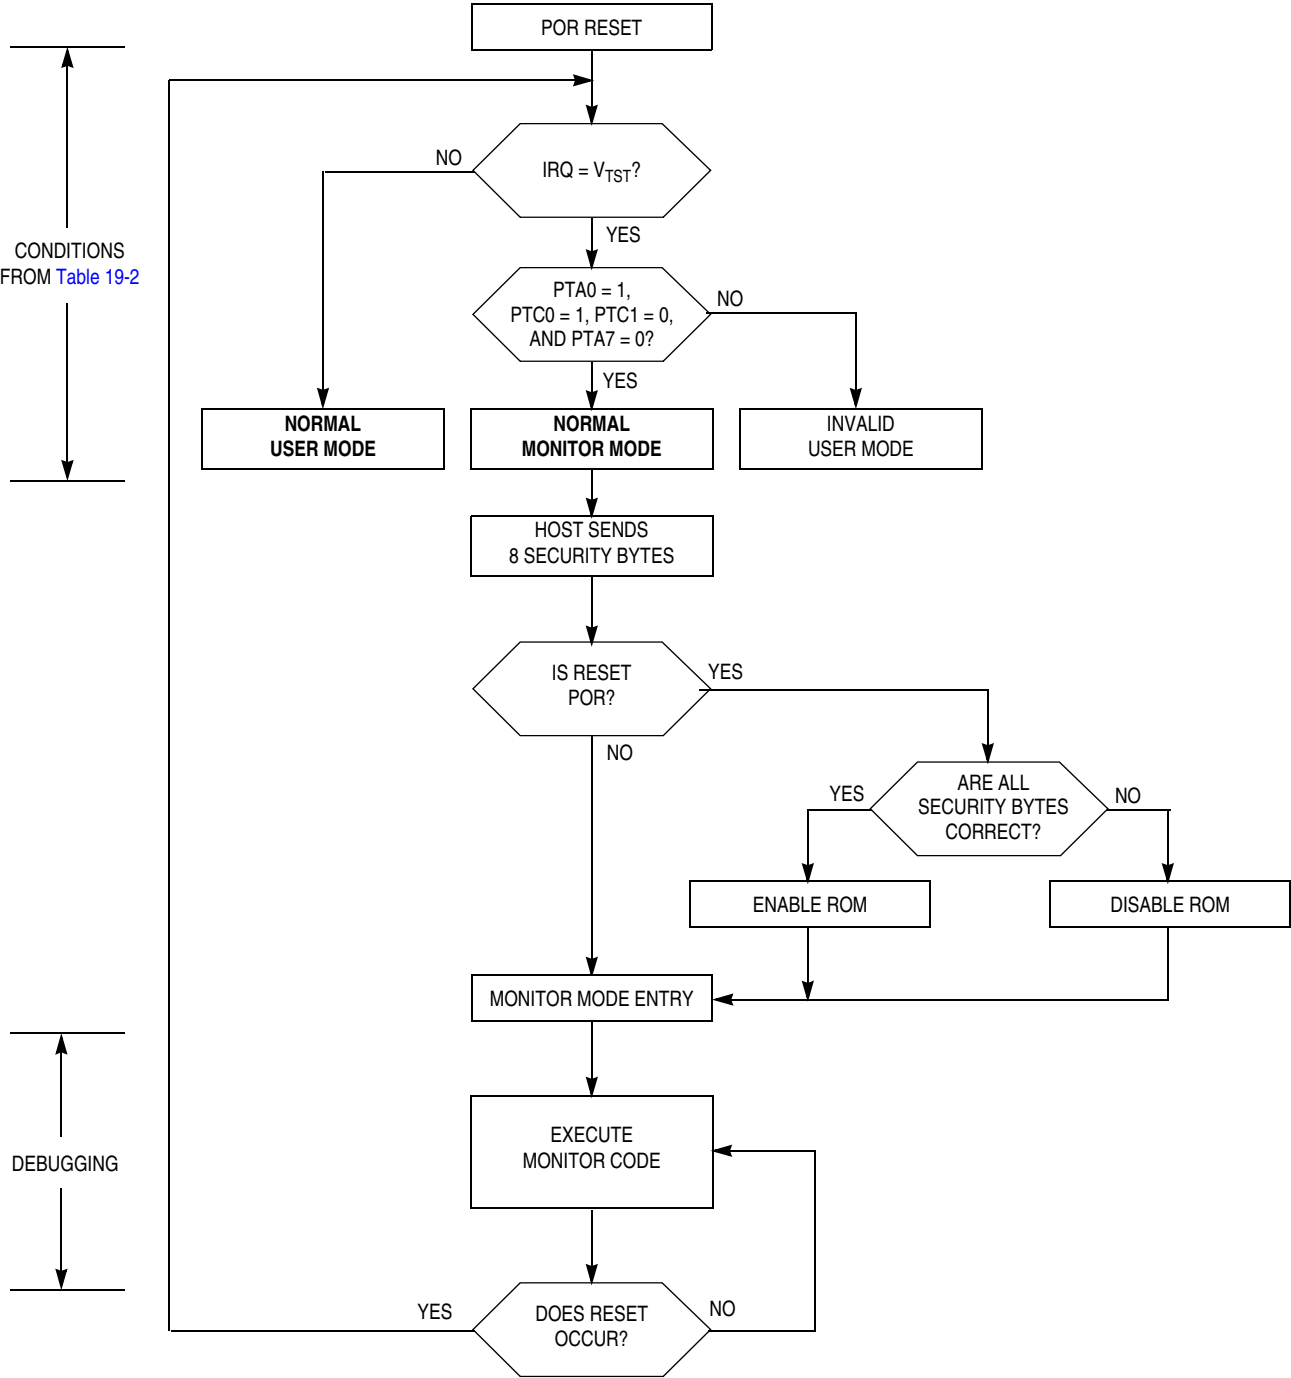 POR RESET
NO
IRQ = VTST?
YES
CONDITIONS
FROM Table 19-2
PTA0 = 1,
PTC0 = 1, PTC1 = 0,
AND PTA7 = 0?
NO
YES
NORMAL
USER MODE
NORMAL
MONITOR MODE
INVALID
USER MODE
HOST SENDS
8 SECURITY BYTES
IS RESET
POR?
YES
NO
ARE ALL
SECURITY BYTES
CORRECT?
YES
NO
ENABLE ROM
DISABLE ROM
MONITOR MODE ENTRY
DEBUGGING
EXECUTE
MONITOR CODE
YES
DOES RESET
OCCUR?
NO